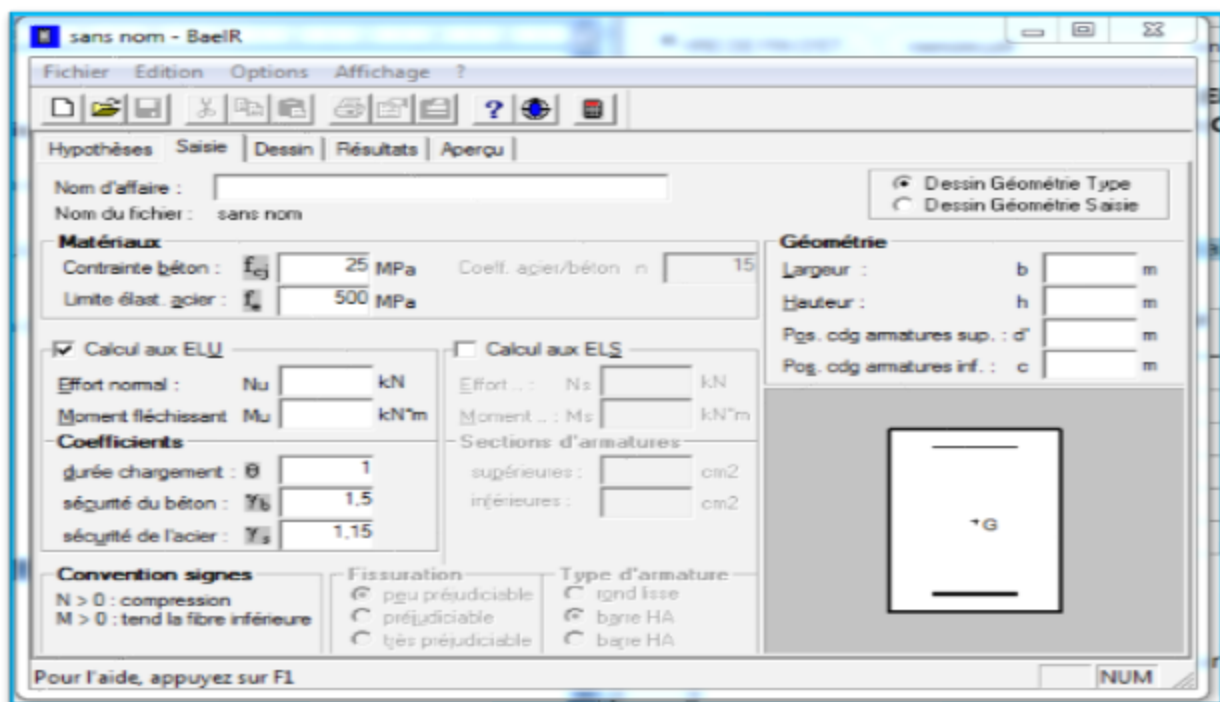 sans nom - BaelR
Fichier Edition Options Affichage ?
Hypothèses Saisie Dessin Résultats Aperçu
Nom d'affaire :
Nom du fichier : sans nom
Dessin Géométrie Type
Dessin Géométrie Saisie
Matériaux
Contrainte béton : fcj 25 MPa Coeff. acier/béton n 15
Limite élast. acier : fe 500 MPa
Géométrie
Largeur : b m
Hauteur : h m
Pos. cdg armatures sup. : d' m
Pos. cdg armatures inf. : c m
Calcul aux ELU
Effort normal : Nu kN
Moment fléchissant Mu kN*m
Coefficients
durée chargement : θ 1
sécurité du béton : γb 1,5
sécurité de l'acier : γs 1,15
Calcul aux ELS
Effort .. : Ns kN
Moment .. : Ms kN*m
Sections d'armatures
supérieures : cm2
inférieures : cm2
G
Convention signes
N > 0 : compression
M > 0 : tend la fibre inférieure
Fissuration
peu préjudiciable
préjudiciable
très préjudiciable
Type d'armature
rond lisse
barre HA
barre HA
Pour l'aide, appuyez sur F1 NUM